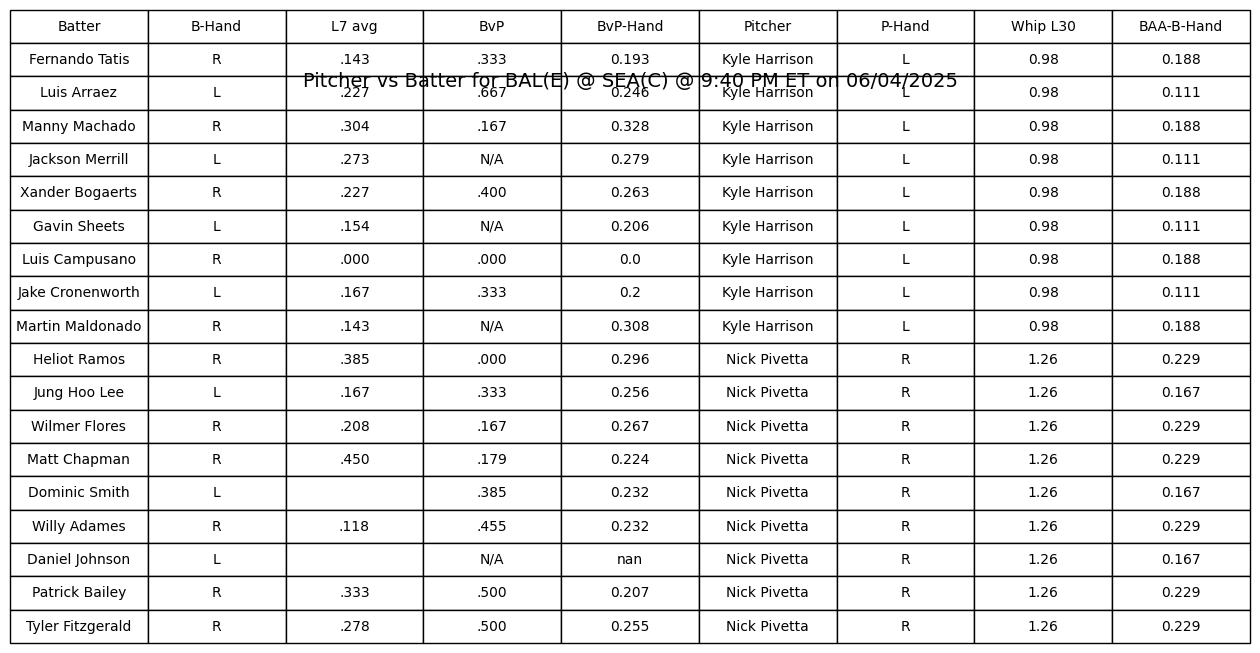 Batter B-Hand L7 avg BvP BvP-Hand Pitcher P-Hand Whip L30 BAA-B-Hand
Fernando Tatis R .143 .333 0.193 Kyle Harrison L 0.98 0.188
Pitcher vs Batter for BAL(E) @ SEA(C) @ 9:40 PM ET on 06/04/2025
Luis Arraez L .227 .667 0.246 Kyle Harrison L 0.98 0.111
Manny Machado R .304 .167 0.328 Kyle Harrison L 0.98 0.188
Jackson Merrill L .273 N/A 0.279 Kyle Harrison L 0.98 0.111
Xander Bogaerts R .227 .400 0.263 Kyle Harrison L 0.98 0.188
Gavin Sheets L .154 N/A 0.206 Kyle Harrison L 0.98 0.111
Luis Campusano R .000 .000 0.0 Kyle Harrison L 0.98 0.188
Jake Cronenworth L .167 .333 0.2 Kyle Harrison L 0.98 0.111
Martin Maldonado R .143 N/A 0.308 Kyle Harrison L 0.98 0.188
Heliot Ramos R .385 .000 0.296 Nick Pivetta R 1.26 0.229
Jung Hoo Lee L .167 .333 0.256 Nick Pivetta R 1.26 0.167
Wilmer Flores R .208 .167 0.267 Nick Pivetta R 1.26 0.229
Matt Chapman R .450 .179 0.224 Nick Pivetta R 1.26 0.229
Dominic Smith L .385 0.232 Nick Pivetta R 1.26 0.167
Willy Adames R .118 .455 0.232 Nick Pivetta R 1.26 0.229
Daniel Johnson L N/A nan Nick Pivetta R 1.26 0.167
Patrick Bailey R .333 .500 0.207 Nick Pivetta R 1.26 0.229
Tyler Fitzgerald R .278 .500 0.255 Nick Pivetta R 1.26 0.229